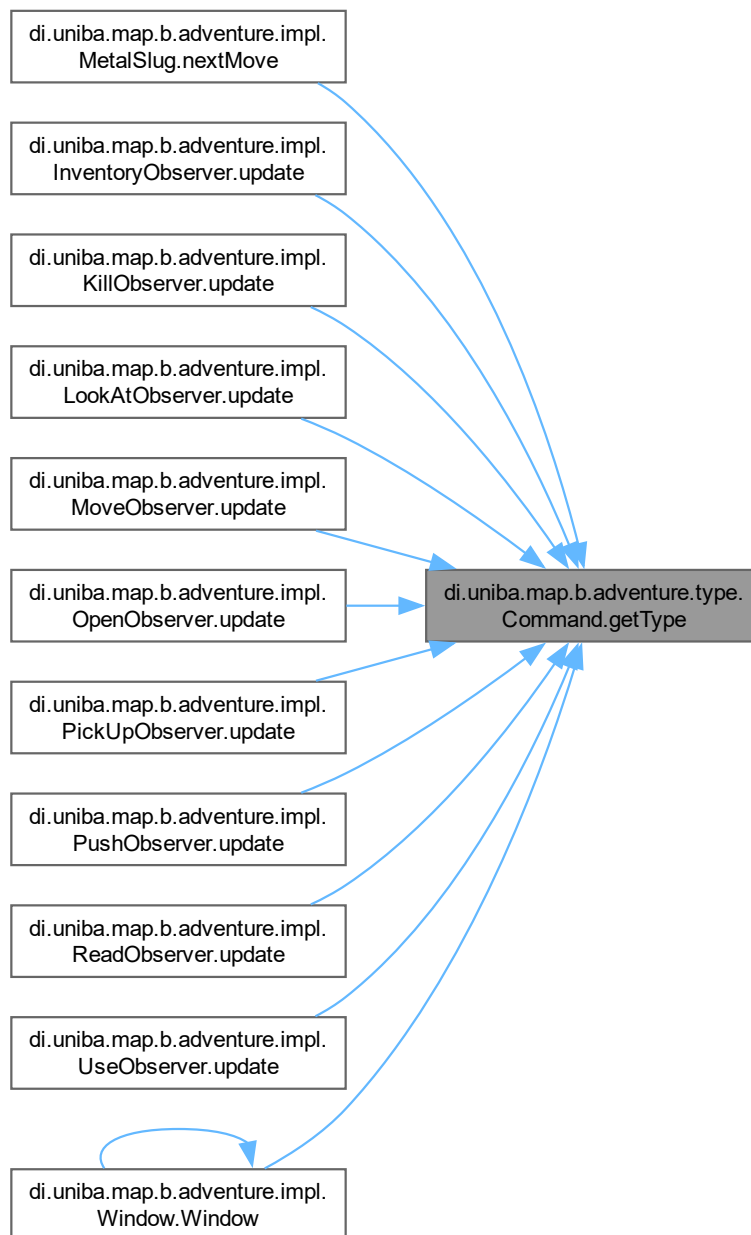 di.uniba.map.b.adventure.impl.
MetalSlug.nextMove
di.uniba.map.b.adventure.impl.
InventoryObserver.update
di.uniba.map.b.adventure.impl.
KillObserver.update
di.uniba.map.b.adventure.impl.
LookAtObserver.update
di.uniba.map.b.adventure.impl.
MoveObserver.update
di.uniba.map.b.adventure.impl.
OpenObserver.update
di.uniba.map.b.adventure.type.
Command.getType
di.uniba.map.b.adventure.impl.
PickUpObserver.update
di.uniba.map.b.adventure.impl.
PushObserver.update
di.uniba.map.b.adventure.impl.
ReadObserver.update
di.uniba.map.b.adventure.impl.
UseObserver.update
di.uniba.map.b.adventure.impl.
Window.Window